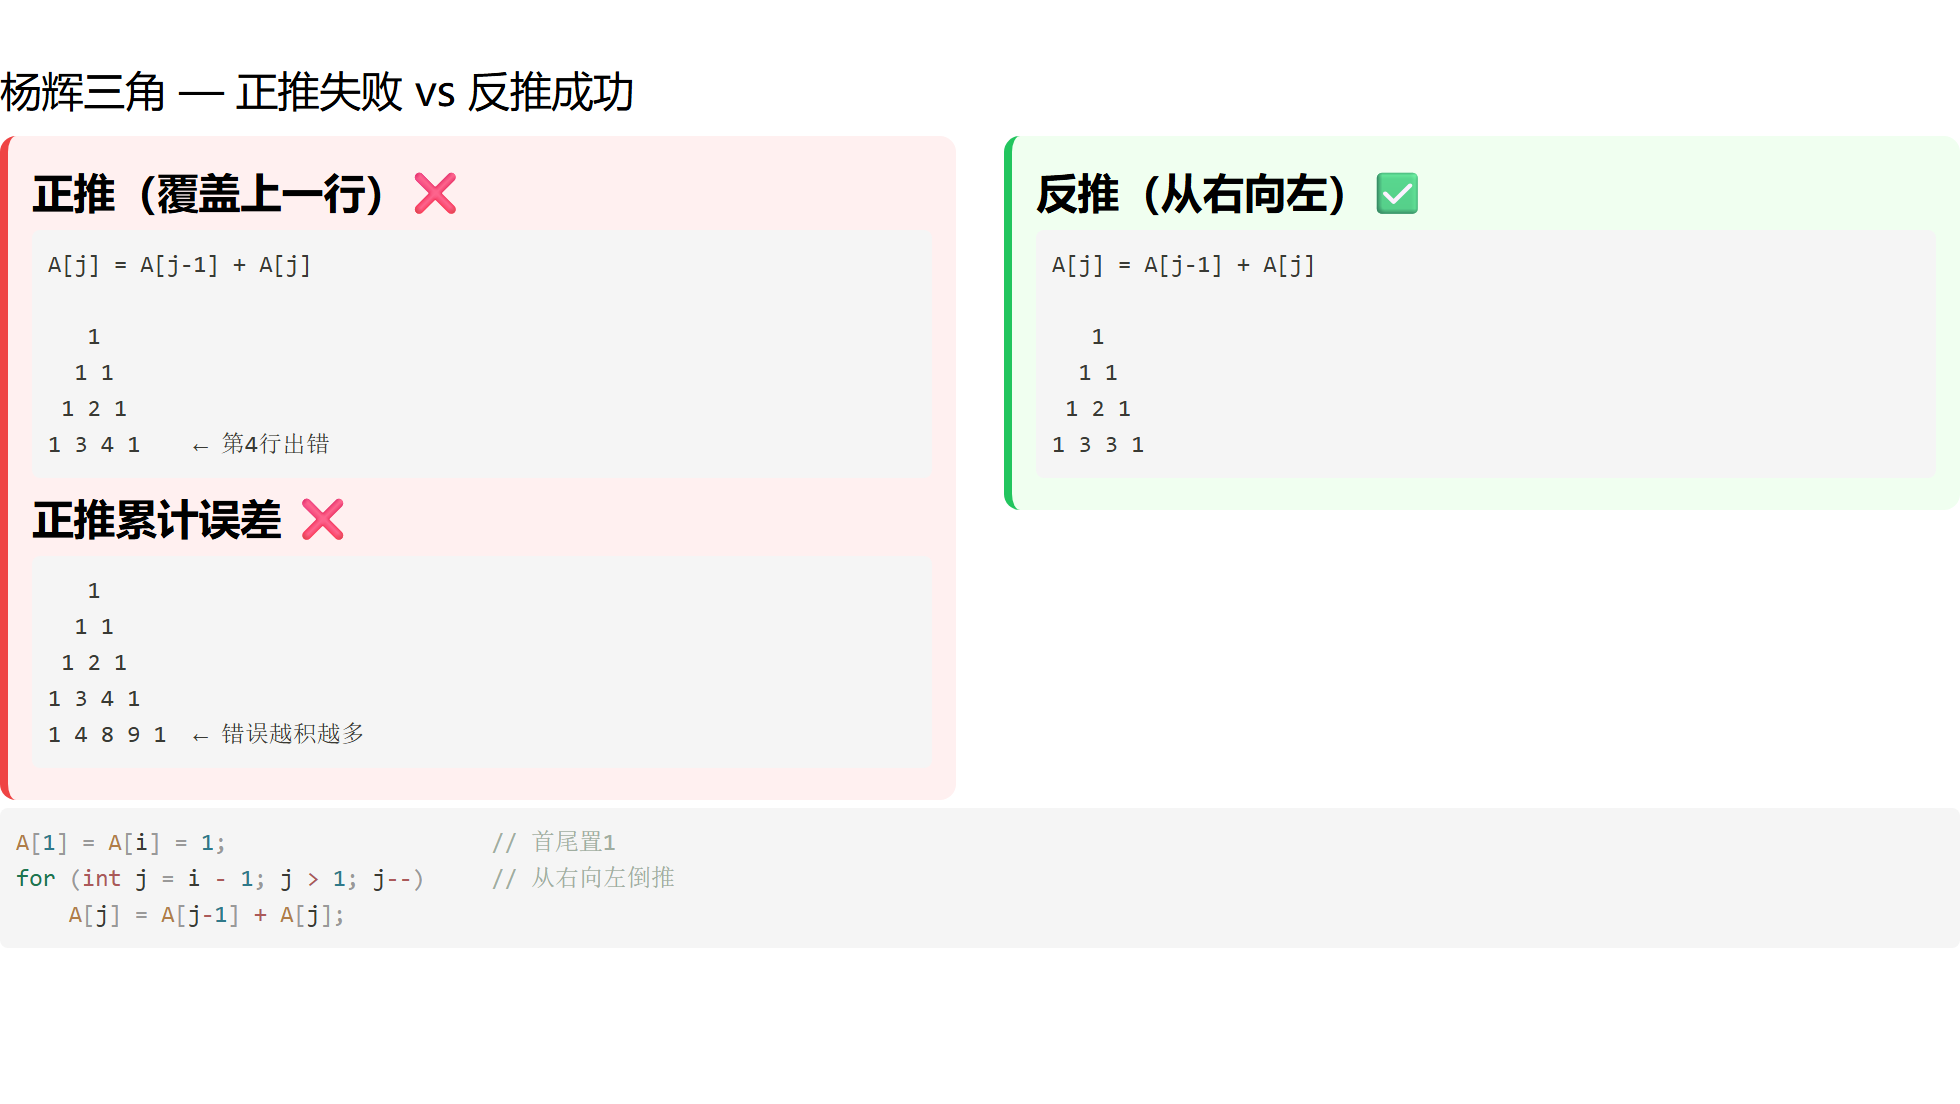 杨辉三角 — 正推失败 vs 反推成功
正推（覆盖上一行） ❌
A[j] = A[j-1] + A[j]
1
1 1
1 2 1
1 3 4 1 ← 第4行出错
正推累计误差 ❌
1
1 1
1 2 1
1 3 4 1
1 4 8 9 1 ← 错误越积越多
反推（从右向左） ✅
A[j] = A[j-1] + A[j]
1
1 1
1 2 1
1 3 3 1
A[1] = A[i] = 1; // 首尾置1
for (int j = i - 1; j > 1; j--) // 从右向左倒推
A[j] = A[j-1] + A[j];